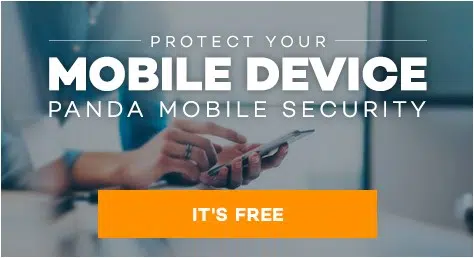 PROTECT YOUR
MOBILE DEVICE
PANDA MOBILE SECURITY
IT'S FREE